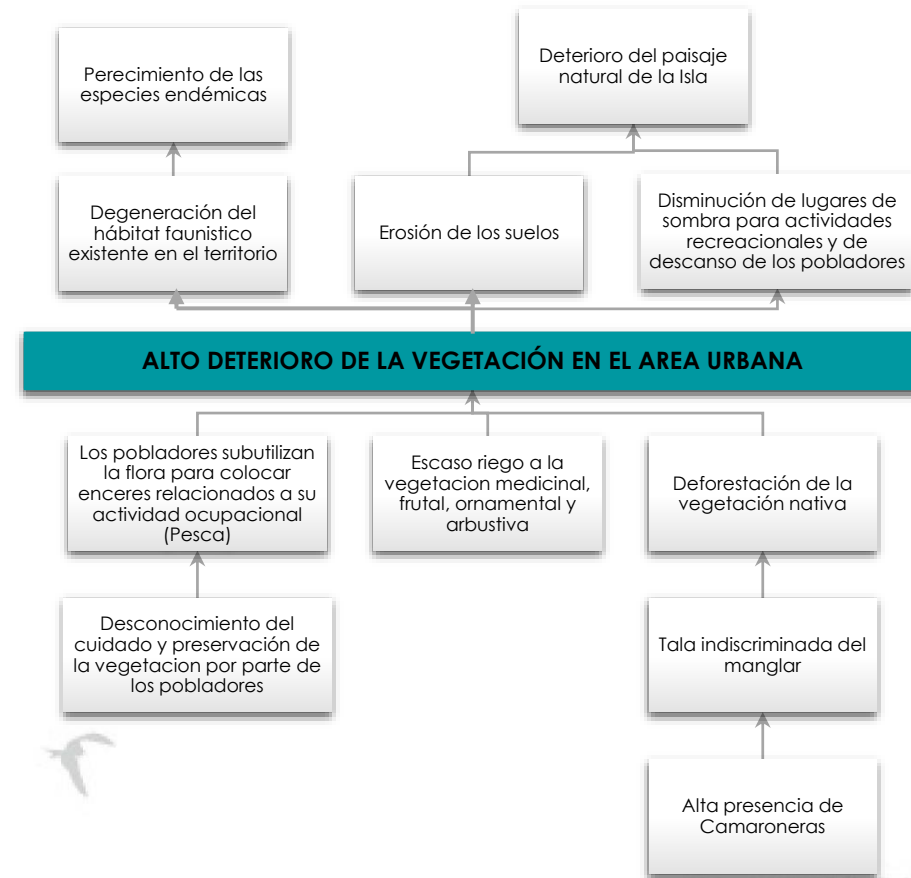 Perecimiento de las
especies endémicas
Deterioro del paisaje
natural de la Isla
Degeneración del
hábitat faunistico
existente en el territorio
Erosión de los suelos
Disminución de lugares de
sombra para actividades
recreacionales y de
descanso de los pobladores
ALTO DETERIORO DE LA VEGETACIÓN EN EL AREA URBANA
Los pobladores subutilizan
la flora para colocar
enceres relacionados a su
actividad ocupacional
(Pesca)
Escaso riego a la
vegetacion medicinal,
frutal, ornamental y
arbustiva
Deforestación de la
vegetación nativa
Desconocimiento del
cuidado y preservación de
la vegetacion por parte de
los pobladores
Tala indiscriminada del
manglar
Alta presencia de
Camaroneras